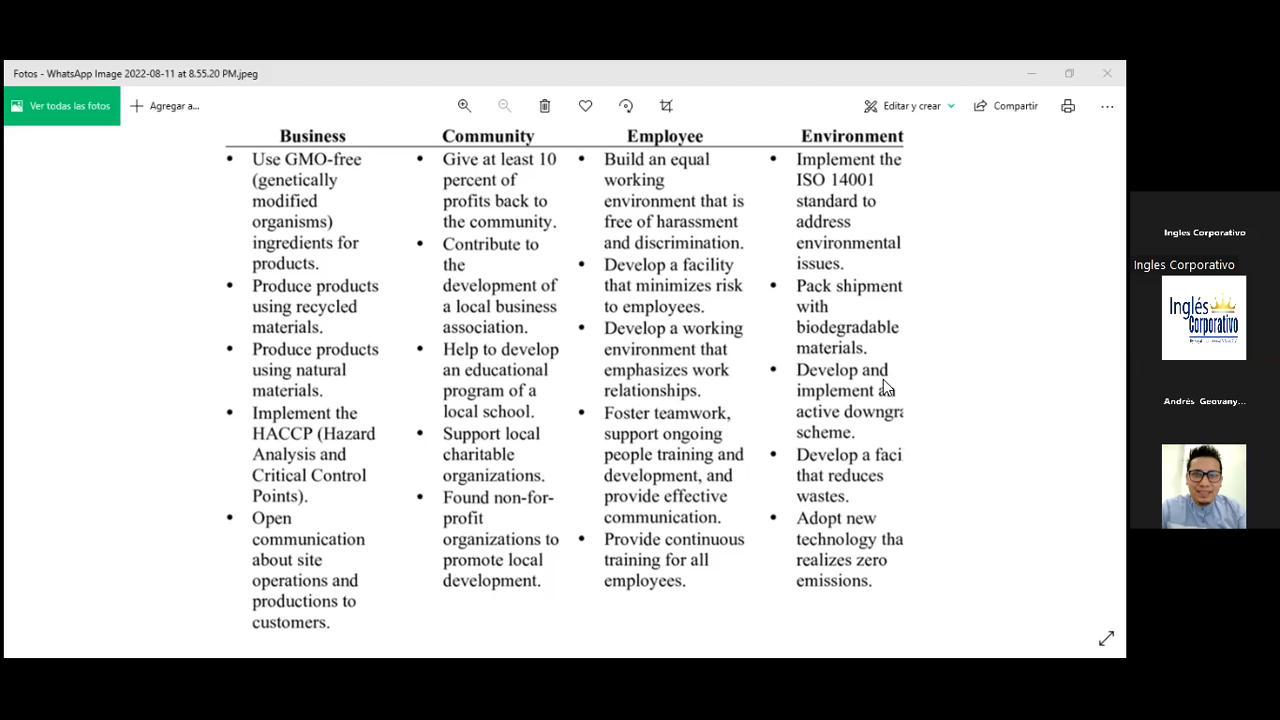 Fotos - WhatsApp Image 2022-08-11 at 8.55.20 PM.jpeg
Ver todas las fotos
Agregar a...
Editar y crear
Compartir
Business
Use GMO-free
(genetically
modified
organisms)
ingredients for
products.
Produce products
using recycled
materials.
Produce products
using natural
materials.
Implement the
HACCP (Hazard
Analysis and
Critical Control
Points).
Open
communication
about site
operations and
productions to
customers.
Community
Give at least 10
percent of
profits back to
the community.
Contribute to
the
development of
a local business
association.
Help to develop
an educational
program of a
local school.
Support local
charitable
organizations.
Found non-for-
profit
organizations to
promote local
development.
Employee
Build an equal
working
environment that is
free of harassment
and discrimination.
Develop a facility
that minimizes risk
to employees.
Develop a working
environment that
emphasizes work
relationships.
Foster teamwork,
support ongoing
people training and
development, and
provide effective
communication.
Provide continuous
training for all
employees.
Environment
Implement the
ISO 14001
standard to
address
environmental
issues.
Pack shipment
with
biodegradable
materials.
Develop and
implement an
active downgra
scheme.
Develop a faci
that reduces
wastes.
Adopt new
technology tha
realizes zero
emissions.
Ingles Corporativo
Ingles Corporativo
Inglés
Corporativo
Andrés Geovany...